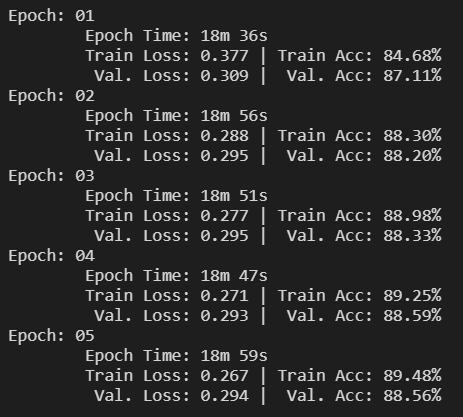 Epoch: 01
Epoch Time: 18m 36s
Train Loss: 0.377 | Train Acc: 84.68%
Val. Loss: 0.309 | Val. Acc: 87.11%
Epoch: 02
Epoch Time: 18m 56s
Train Loss: 0.288 | Train Acc: 88.30%
Val. Loss: 0.295 | Val. Acc: 88.20%
Epoch: 03
Epoch Time: 18m 51s
Train Loss: 0.277 | Train Acc: 88.98%
Val. Loss: 0.295 | Val. Acc: 88.33%
Epoch: 04
Epoch Time: 18m 47s
Train Loss: 0.271 | Train Acc: 89.25%
Val. Loss: 0.293 | Val. Acc: 88.59%
Epoch: 05
Epoch Time: 18m 59s
Train Loss: 0.267 | Train Acc: 89.48%
Val. Loss: 0.294 | Val. Acc: 88.56%